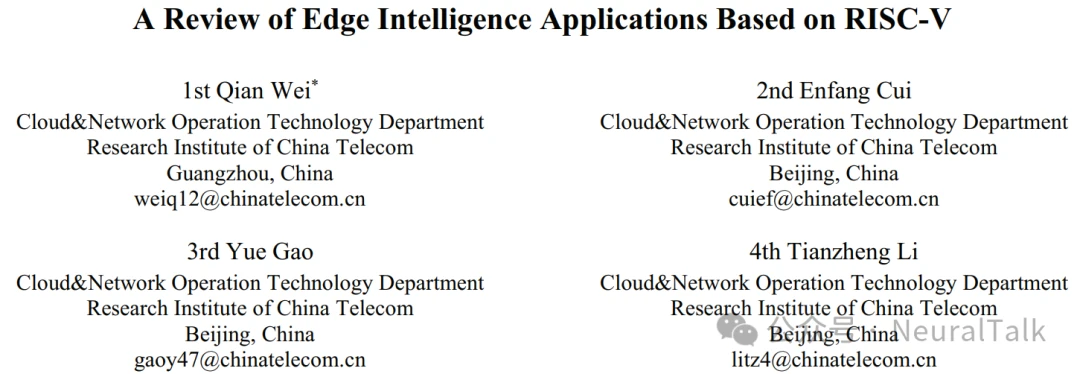 A Review of Edge Intelligence Applications Based on RISC-V
1st Qian Wei*
Cloud&Network Operation Technology Department
Research Institute of China Telecom
Guangzhou, China
weiq12@chinatelecom.cn
2nd Enfang Cui
Cloud&Network Operation Technology Department
Research Institute of China Telecom
Beijing, China
cuief@chinatelecom.cn
3rd Yue Gao
Cloud&Network Operation Technology Department
Research Institute of China Telecom
Beijing, China
gaoy47@chinatelecom.cn
4th Tianzheng Li
Cloud&Network Operation Technology Department
Research Institute of China Telecom
Beijing, China
litz4@chinatelecom.cn
公众号 · NeuralTalk